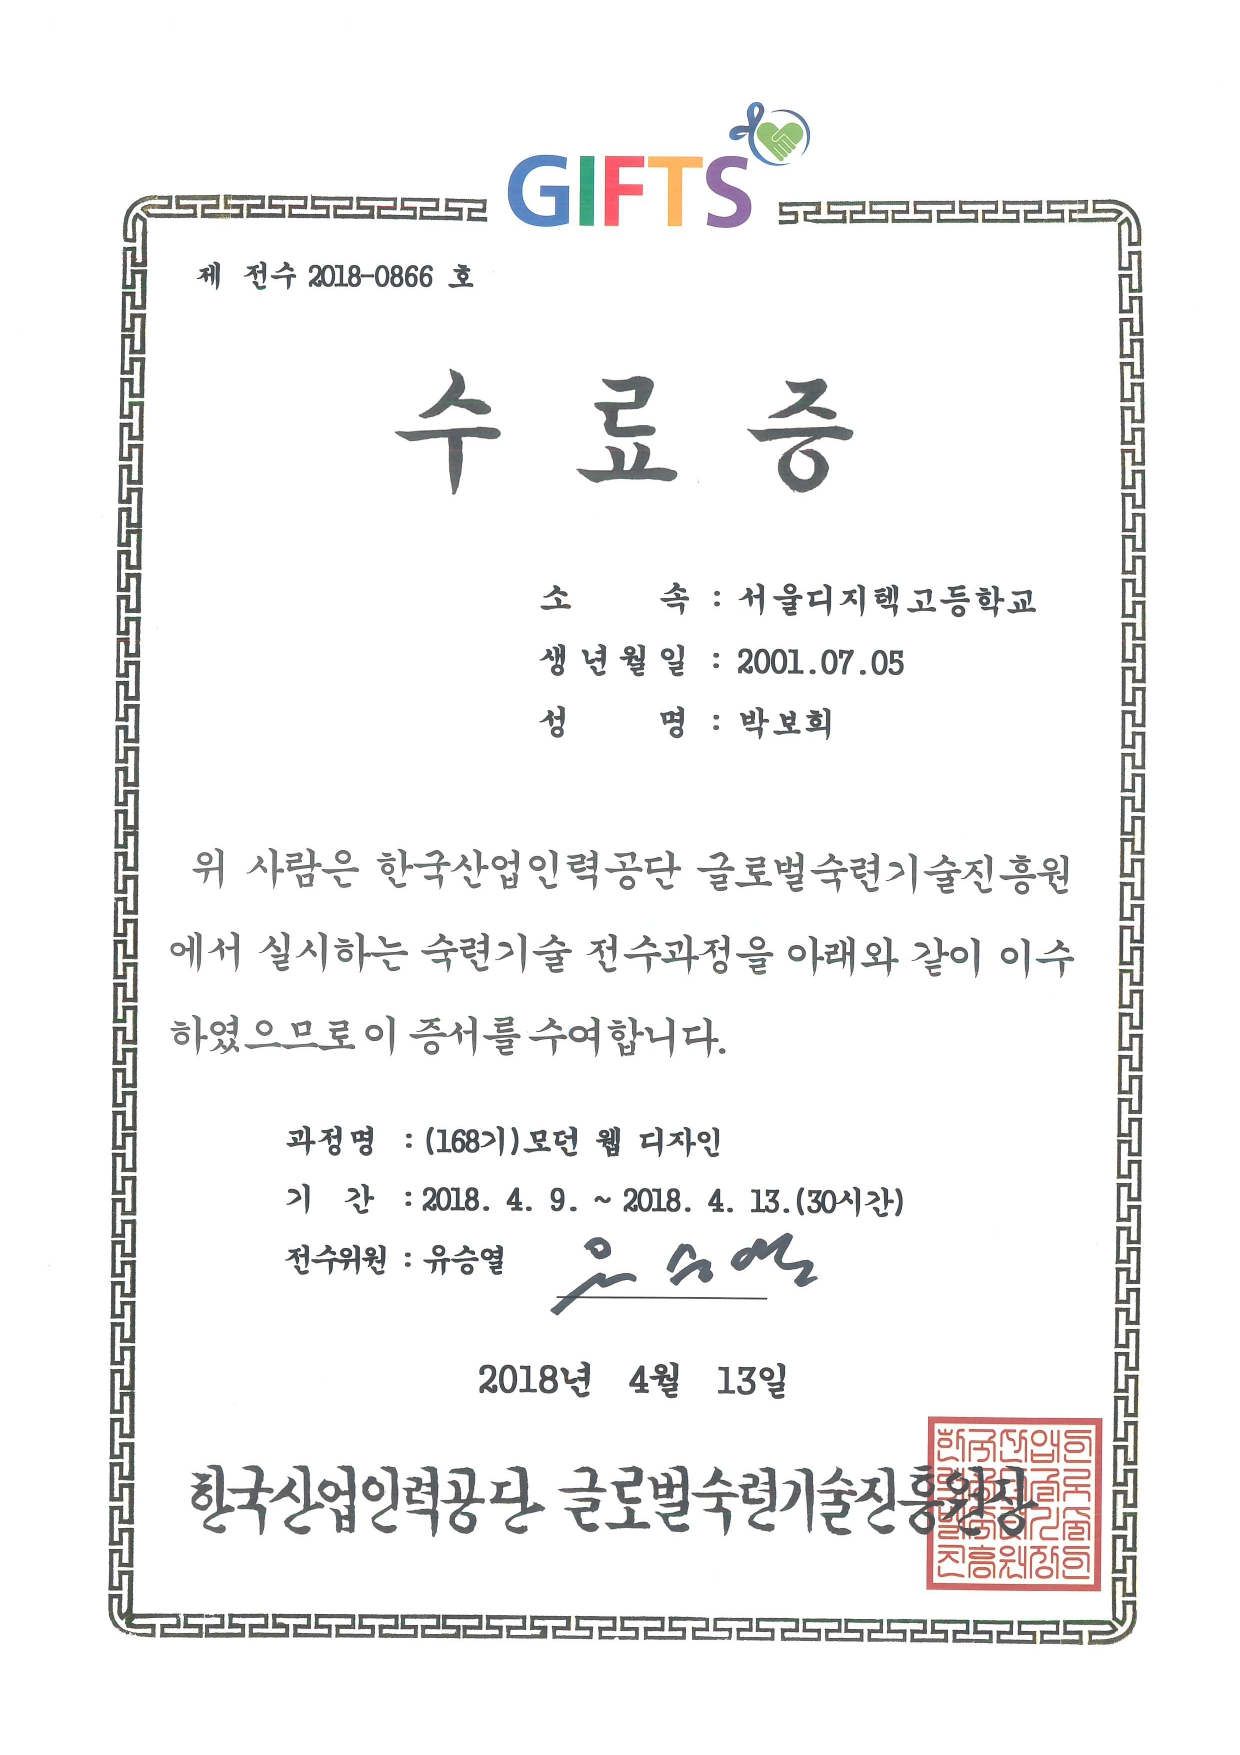 GIFTS
제 전수 2018-0866 호
수 료 증
소 속 : 서울디지텍고등학교
생년월일 : 2001.07.05
성 명 : 박보희
위 사람은 한국산업인력공단 글로벌숙련기술진흥원
에서 실시하는 숙련기술 전수과정을 아래와 같이 이수
하였으므로 이 증서를 수여합니다.
과정명 : (168기)모던 웹 디자인
기 간 : 2018. 4. 9. ~ 2018. 4. 13.(30시간)
전수위원 : 유승열 유승열
2018년 4월 13일
한국산업인력공단 글로벌숙련기술진흥원장